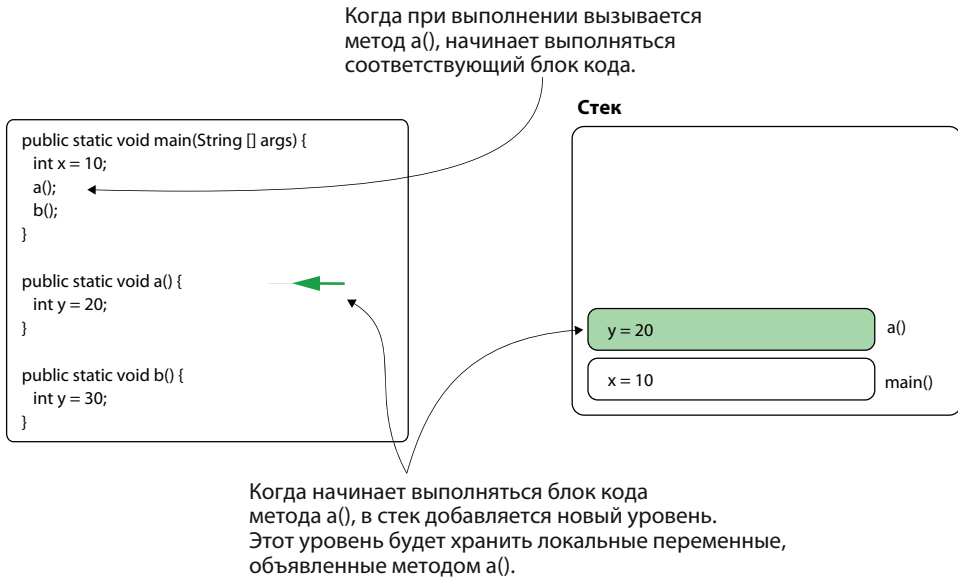 Когда при выполнении вызывается
метод a(), начинает выполняться
соответствующий блок кода.
Стек
public static void main(String [] args) {
int x = 10;
a();
b();
}
public static void a() {
int y = 20;
}
public static void b() {
int y = 30;
}
y = 20
a()
x = 10
main()
Когда начинает выполняться блок кода
метода a(), в стек добавляется новый уровень.
Этот уровень будет хранить локальные переменные,
объявленные методом a().